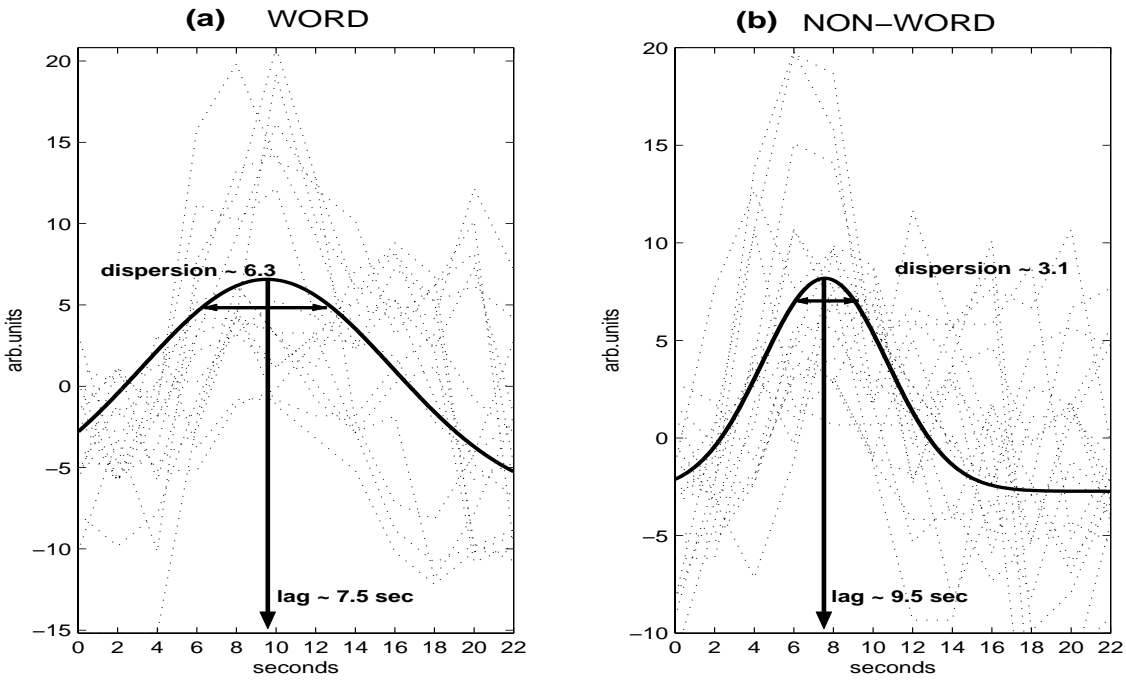 (a) WORD
20
15
10
5
0
−5
−10
−15
arb.units
dispersion ~ 6.3
lag ~ 7.5 sec
0 2 4 6 8 10 12 14 16 18 20 22
seconds
(b) NON−WORD
20
15
10
5
0
−5
−10
arb.units
dispersion ~ 3.1
lag ~ 9.5 sec
0 2 4 6 8 10 12 14 16 18 20 22
seconds